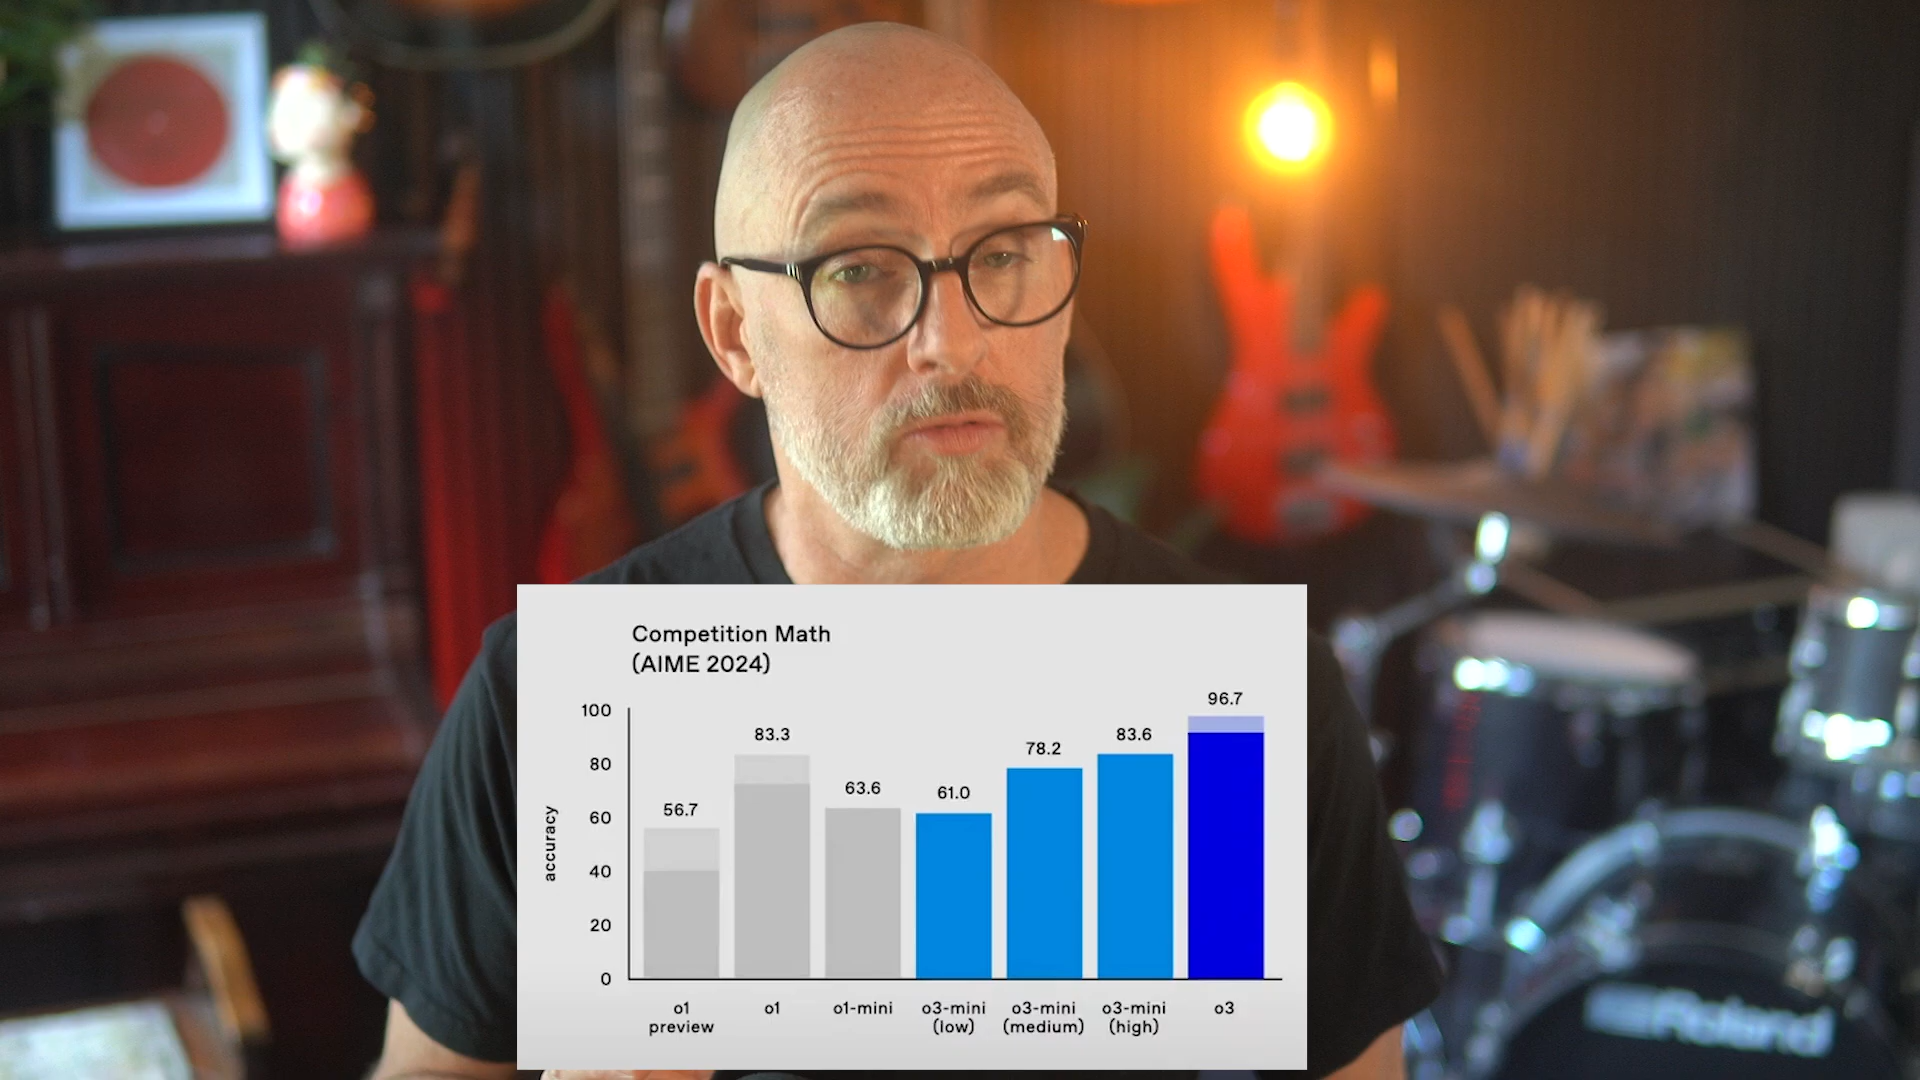 Competition Math
(AIME 2024)
accuracy
100
80
60
40
20
0
56.7
83.3
63.6
61.0
78.2
83.6
96.7
o1
preview
o1
o1-mini
o3-mini
(low)
o3-mini
(medium)
o3-mini
(high)
o3
Roland